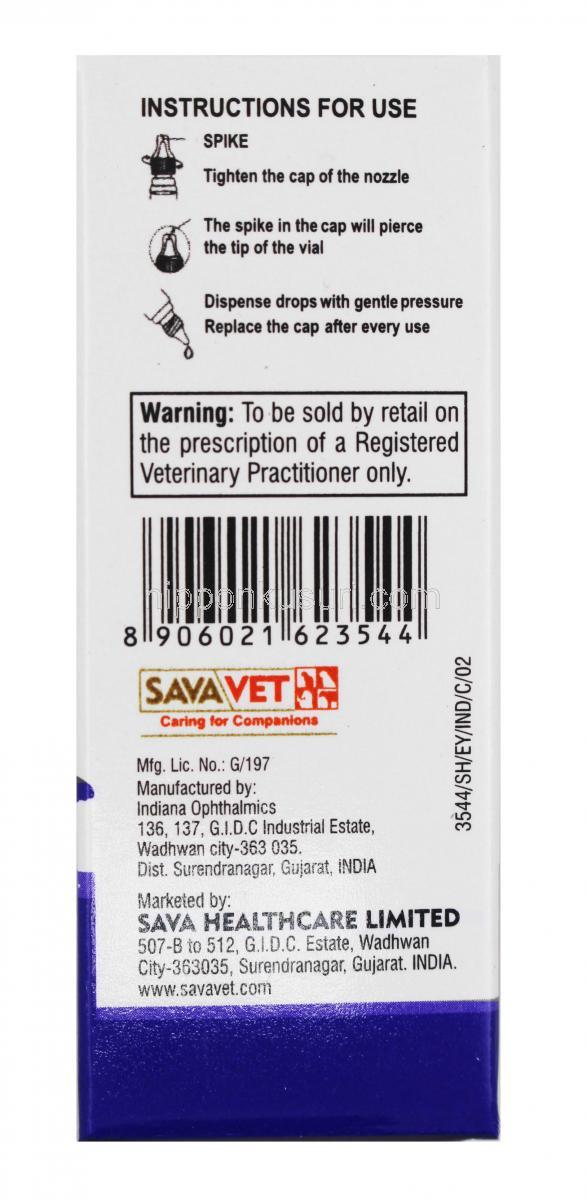 INSTRUCTIONS FOR USE
SPIKE
Tighten the cap of the nozzle
The spike in the cap will pierce
the tip of the vial
Dispense drops with gentle pressure
Replace the cap after every use
Warning: To be sold by retail on
the prescription of a Registered
Veterinary Practitioner only.
nipponkusuri.com
8 906021 623544
SAVAVET
Caring for Companions
3544/SH/EY/IND/C/02
Mfg. Lic. No.: G/197
Manufactured by:
Indiana Ophthalmics
136, 137, G.I.D.C Industrial Estate,
Wadhwan city-363 035.
Dist. Surendranagar, Gujarat, INDIA
Marketed by:
SAVA HEALTHCARE LIMITED
507-B to 512, G.I.D.C. Estate, Wadhwan
City-363035, Surendranagar, Gujarat. INDIA.
www.savavet.com